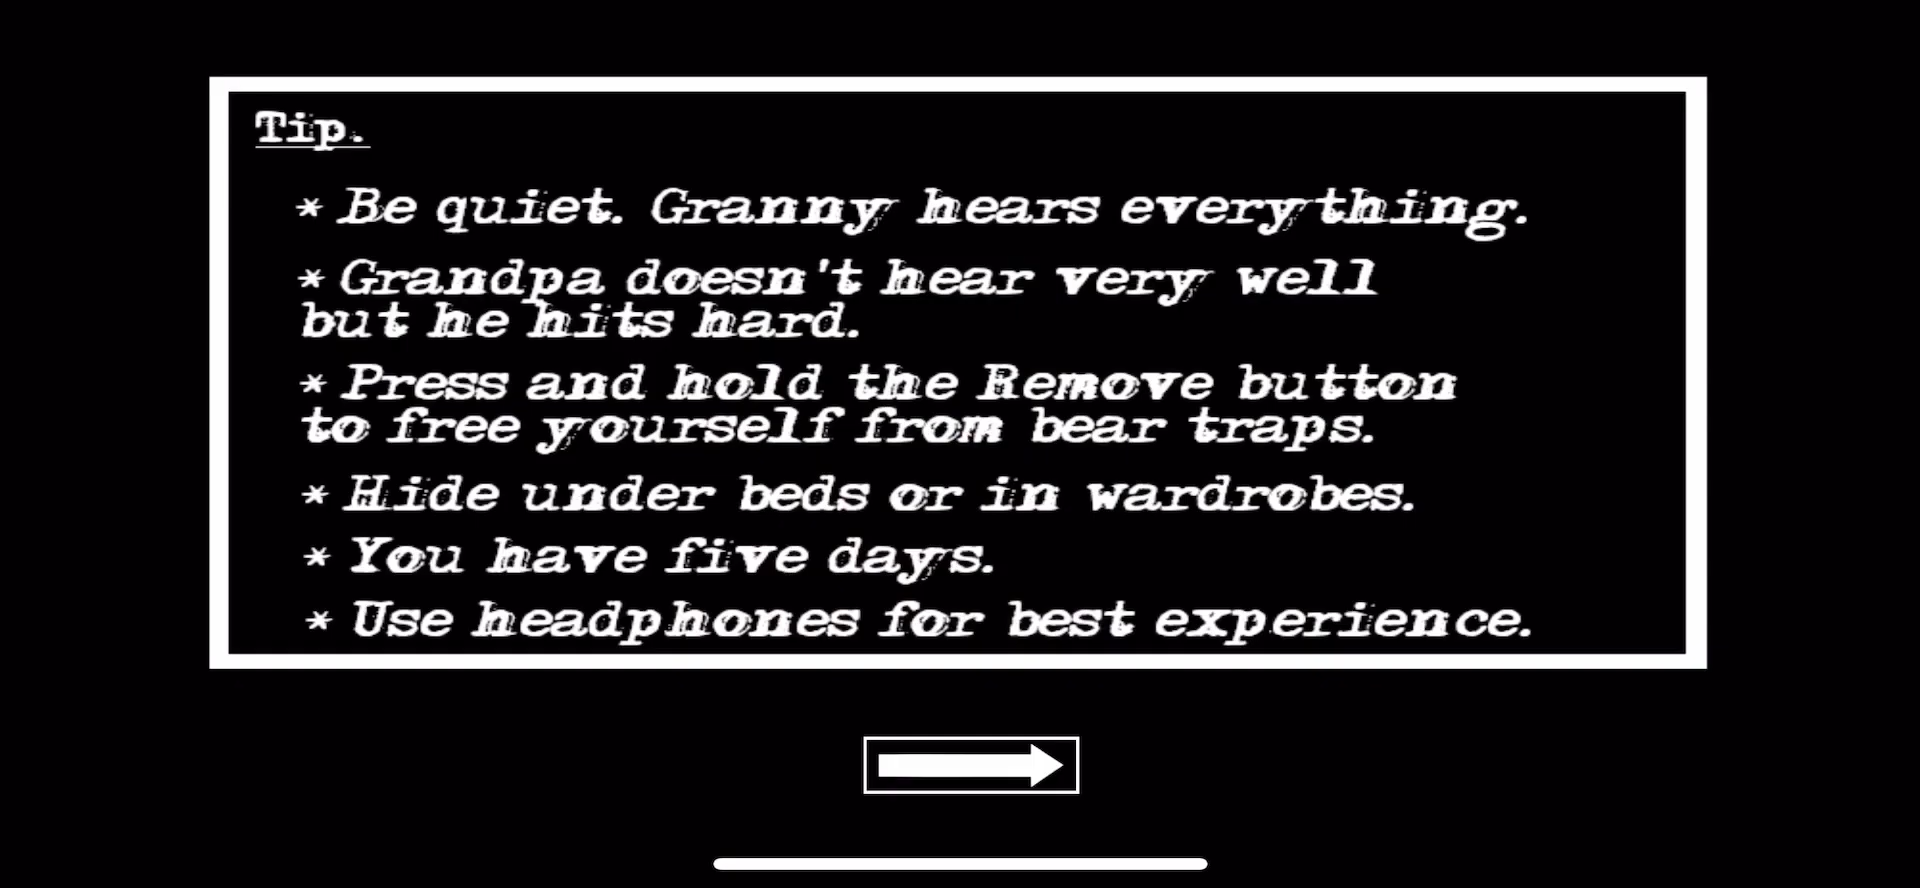 Tip.
* Be quiet. Granny hears everything.
* Grandpa doesn't hear very well
but he hits hard.
* Press and hold the Remove button
to free yourself from bear traps.
* Hide under beds or in wardrobes.
* You have five days.
* Use headphones for best experience.